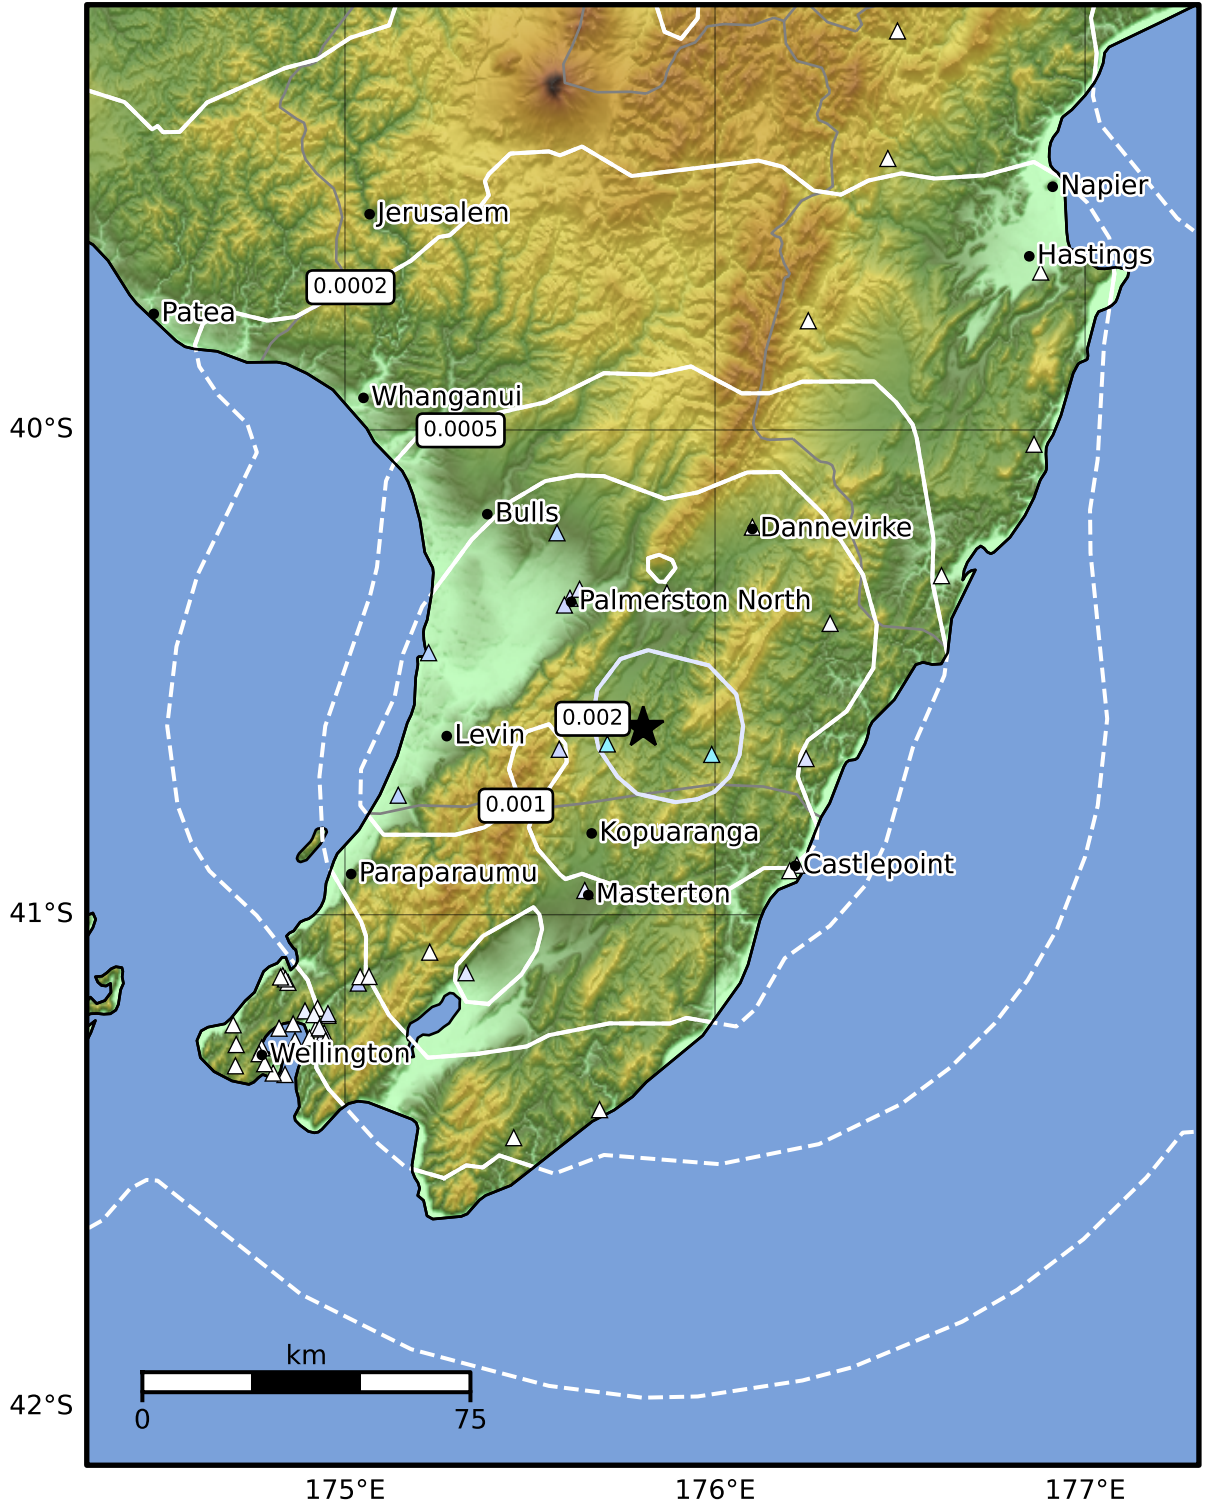 Napier
Jerusalem
Hastings
0.0002
Patea
Whanganui
40°S
0.0005
Bulls
Dannevirke
Palmerston North
0.002
Levin
0.001
Kopuaranga
Castlepoint
Paraparaumu
Masterton
41°S
Wellington
km
0
75
42°S
175°E
176°E
177°E